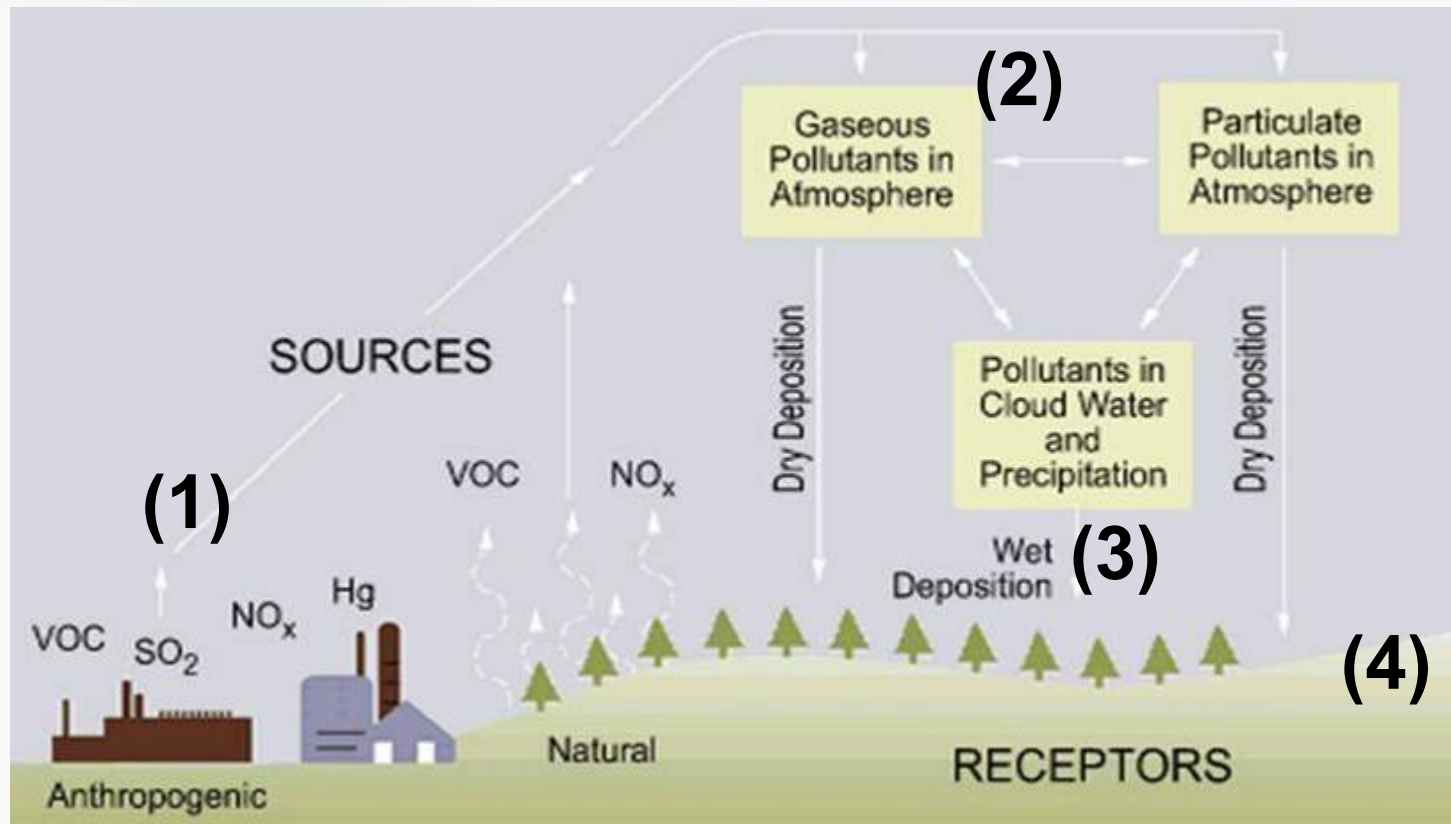 (2)
Gaseous
Pollutants in
Atmosphere
Particulate
Pollutants in
Atmosphere
SOURCES
Dry Deposition
Pollutants in
Cloud Water
and
Precipitation
Dry Deposition
(1)
VOC
NOx
Wet
Deposition
(3)
VOC
SO2
NOx
Hg
(4)
Natural
RECEPTORS
Anthropogenic